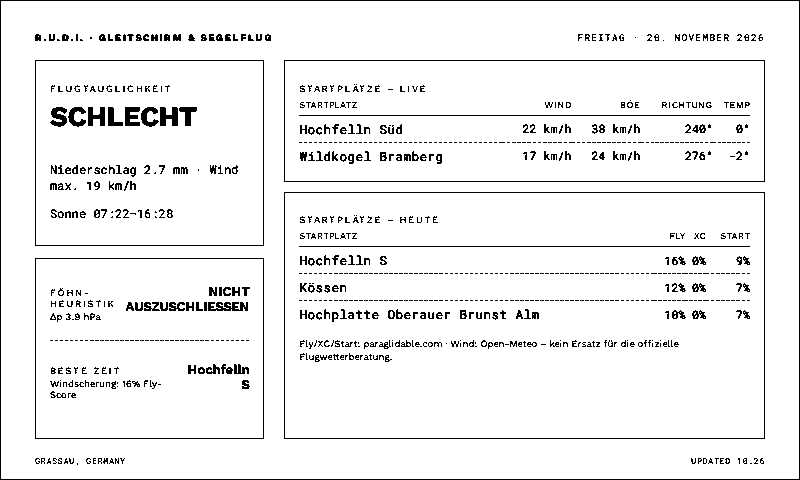 R.U.D.I. · GLEITSCHIRM & SEGELFLUG
FREITAG · 20. NOVEMBER 2026
FLUGTAUGLICHKEIT
SCHLECHT
Niederschlag 2.7 mm · Wind
max. 19 km/h
Sonne 07:22–16:28
FÖHN-
HEURISTIK
Δp 3.9 hPa
NICHT
AUSZUSCHLIESSEN
BESTE ZEIT
Windscherung: 16% Fly-
Score
Hochfelln
S
STARTPLÄTZE – LIVE
STARTPLATZ WIND BÖE RICHTUNG TEMP
Hochfelln Süd 22 km/h 38 km/h 240° 0°
Wildkogel Bramberg 17 km/h 24 km/h 276° -2°
STARTPLÄTZE – HEUTE
STARTPLATZ FLY XC START
Hochfelln S 16% 0% 9%
Kössen 12% 0% 7%
Hochplatte Oberauer Brunst Alm 10% 0% 7%
Fly/XC/Start: paraglidable.com · Wind: Open-Meteo – kein Ersatz für die offizielle
Flugwetterberatung.
GRASSAU, GERMANY
UPDATED 10.26